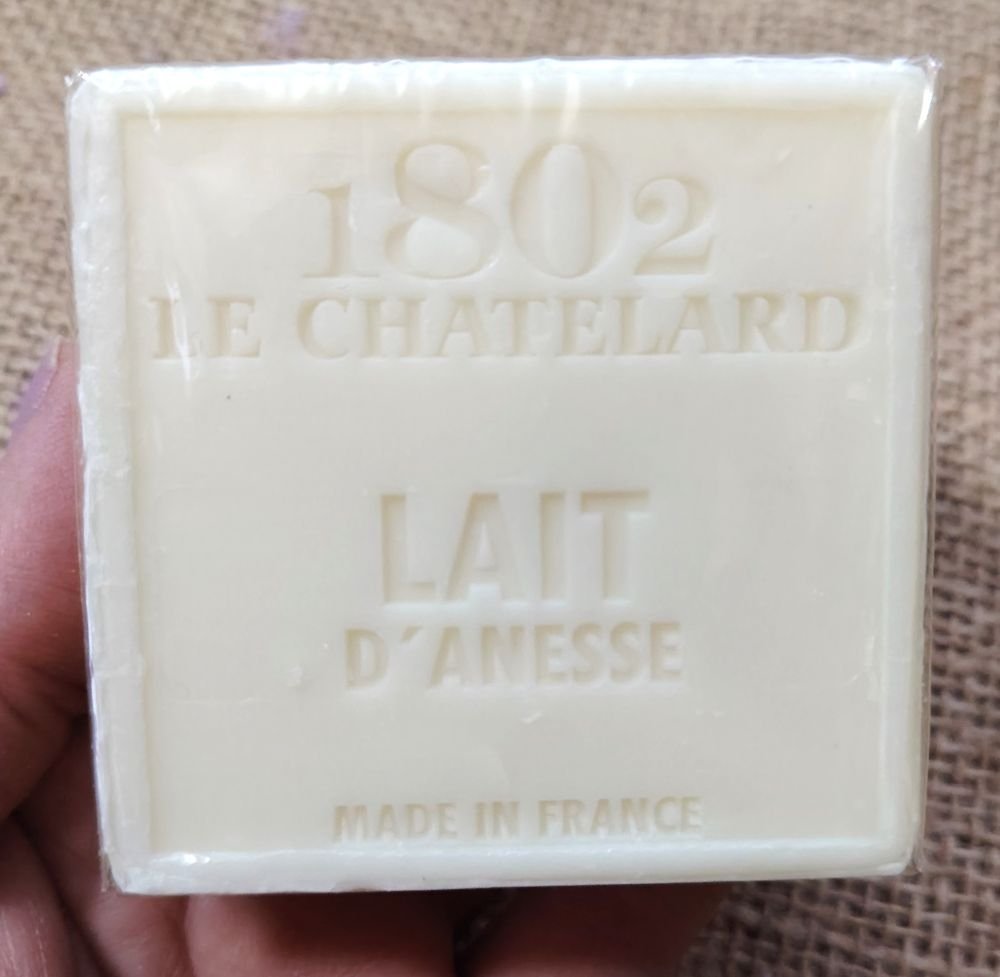 1802
LE CHATELARD
LAIT
D´ANESSE
MADE IN FRANCE